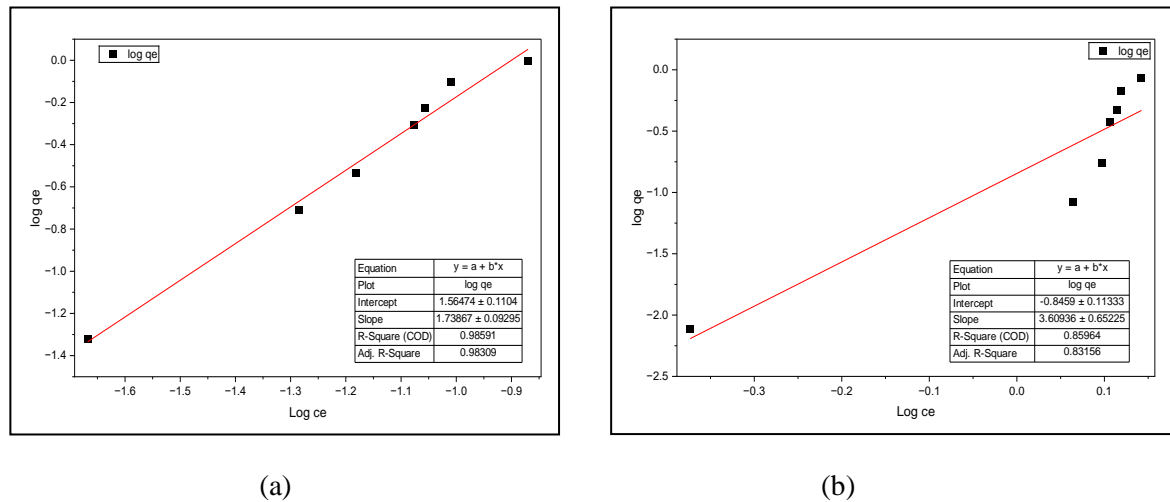 log qe
0.0
−0.2
−0.4
−0.6
−0.8
−1.0
−1.2
−1.4
log qe
−1.6 −1.5 −1.4 −1.3 −1.2 −1.1 −1.0 −0.9
Log ce
Equation y = a + b*x
Plot log qe
Intercept 1.56474 ± 0.1104
Slope 1.73867 ± 0.09295
R-Square (COD) 0.98591
Adj. R-Square 0.98309
(a)
log qe
0.0
−0.5
−1.0
−1.5
−2.0
−2.5
log qe
−0.3 −0.2 −0.1 0.0 0.1
Log ce
Equation y = a + b*x
Plot log qe
Intercept -0.8459 ± 0.11333
Slope 3.60936 ± 0.65225
R-Square (COD) 0.85964
Adj. R-Square 0.83156
(b)